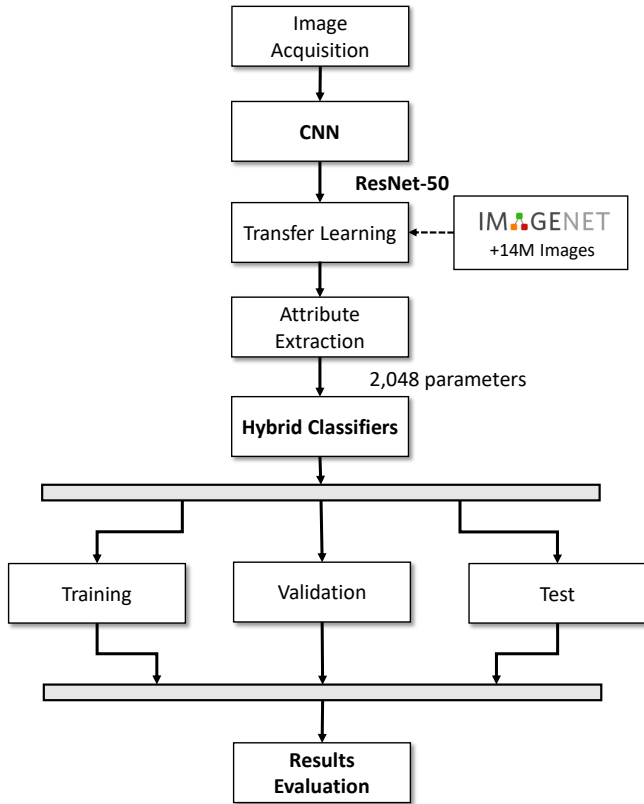 Image
Acquisition
CNN
ResNet-50
Transfer Learning
IMAGENET
+14M Images
Attribute
Extraction
2,048 parameters
Hybrid Classifiers
Training
Validation
Test
Results
Evaluation